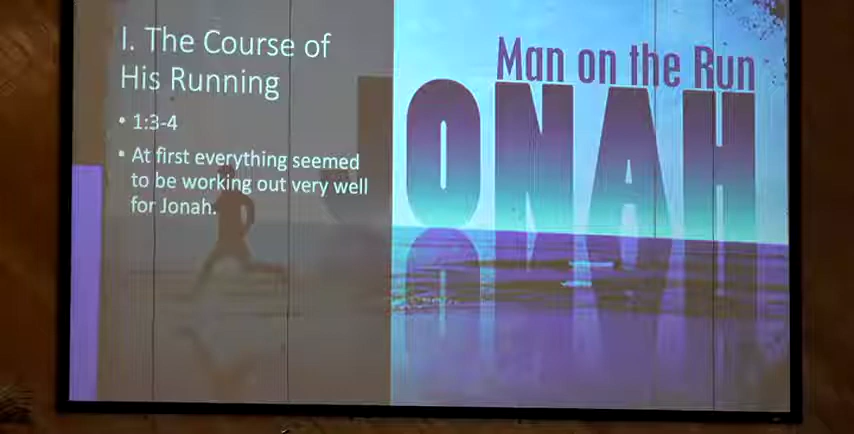 I. The Course of
His Running
• 1:3-4
• At first everything seemed
to be working out very well
for Jonah.
Man on the Run
JONAH